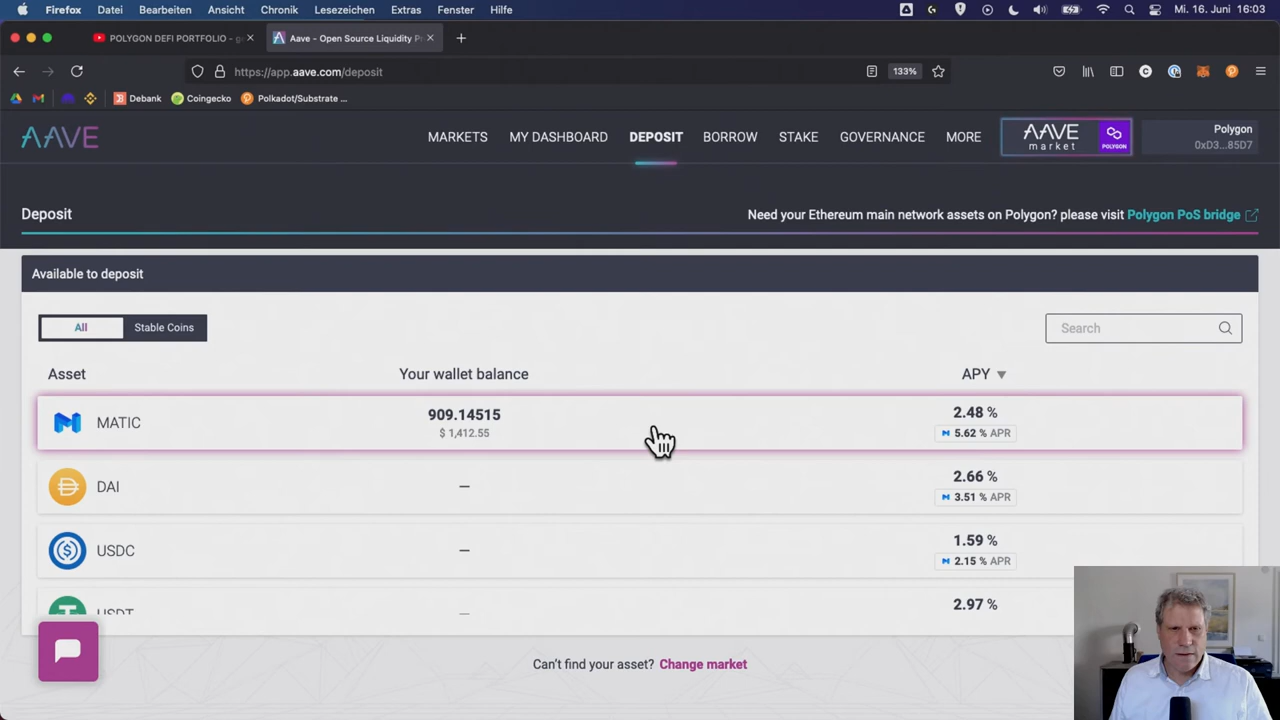 Firefox Datei Bearbeiten Ansicht Chronik Lesezeichen Extras Fenster Hilfe Mi. 16. Juni 16:03
POLYGON DEFI PORTFOLIO - Aave - Open Source Liquidity
https://app.aave.com/deposit 133%
Debank Coingecko Polkadot/Substrate ...
AAVE MARKETS MY DASHBOARD DEPOSIT BORROW STAKE GOVERNANCE MORE AAVE market POLYGON Polygon 0xD3...85D7
Deposit Need your Ethereum main network assets on Polygon? please visit Polygon PoS bridge
Available to deposit
All Stable Coins Search
Asset Your wallet balance APY
MATIC 909.14515 2.48 %
$ 1,412.55 5.62 % APR
DAI – 2.66 %
3.51 % APR
USDC – 1.59 %
2.15 % APR
USDT – 2.97 %
Can't find your asset? Change market